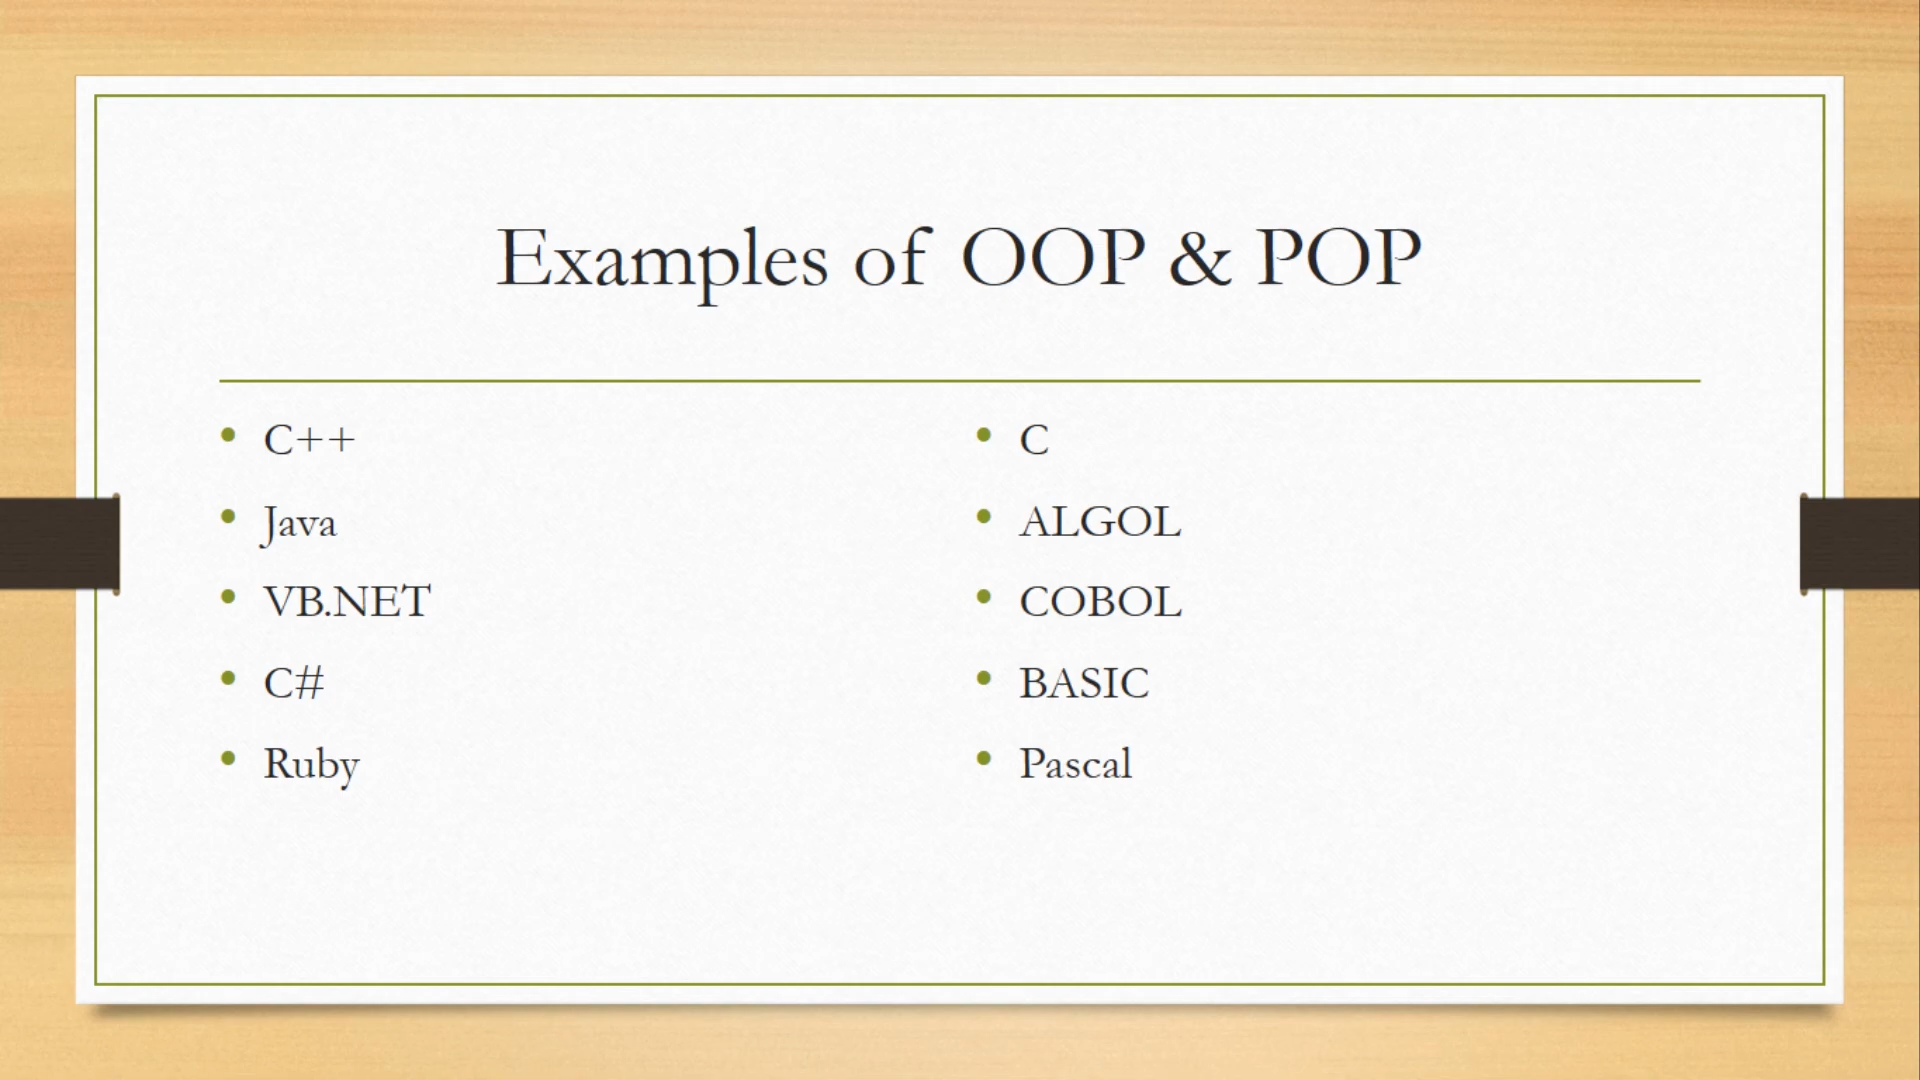 Examples of OOP & POP
• C++
• Java
• VB.NET
• C#
• Ruby
• C
• ALGOL
• COBOL
• BASIC
• Pascal